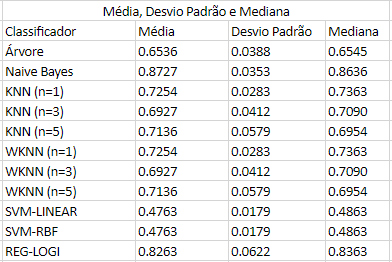 Média, Desvio Padrão e Mediana
Classificador Média Desvio Padrão Mediana
Árvore 0.6536 0.0388 0.6545
Naive Bayes 0.8727 0.0353 0.8636
KNN (n=1) 0.7254 0.0283 0.7363
KNN (n=3) 0.6927 0.0412 0.7090
KNN (n=5) 0.7136 0.0579 0.6954
WKNN (n=1) 0.7254 0.0283 0.7363
WKNN (n=3) 0.6927 0.0412 0.7090
WKNN (n=5) 0.7136 0.0579 0.6954
SVM-LINEAR 0.4763 0.0179 0.4863
SVM-RBF 0.4763 0.0179 0.4863
REG-LOGI 0.8263 0.0622 0.8363